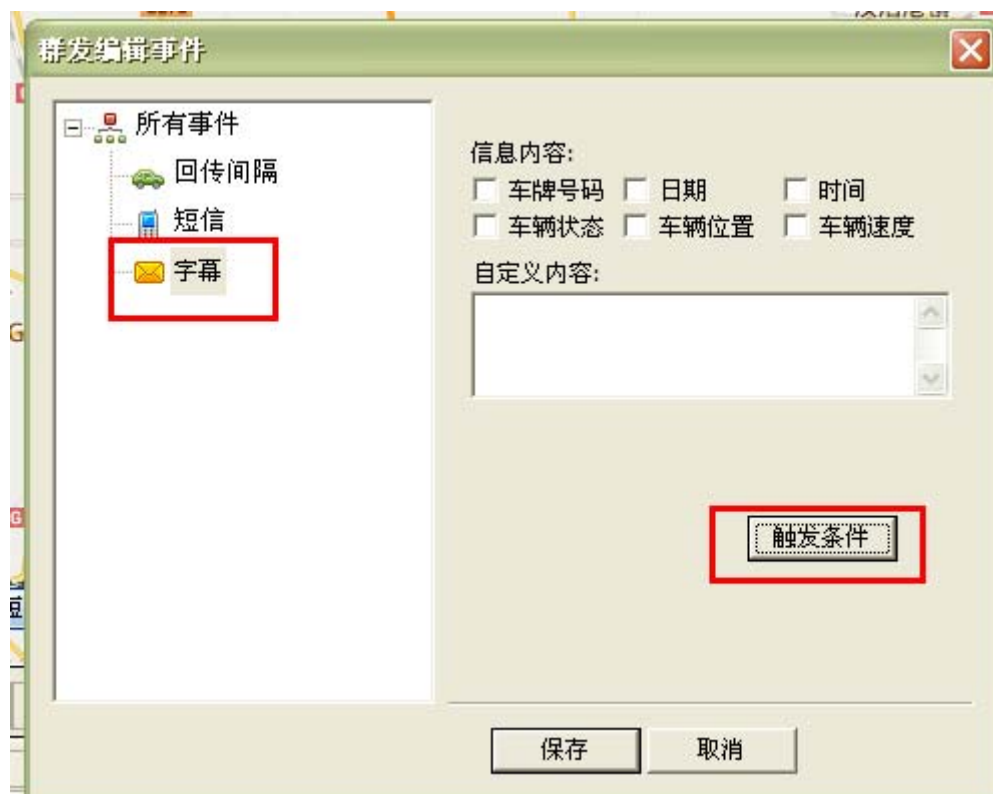 群发编辑事件
所有事件
回传间隔
短信
字幕
信息内容:
车牌号码 日期 时间
车辆状态 车辆位置 车辆速度
自定义内容:
触发条件
保存 取消